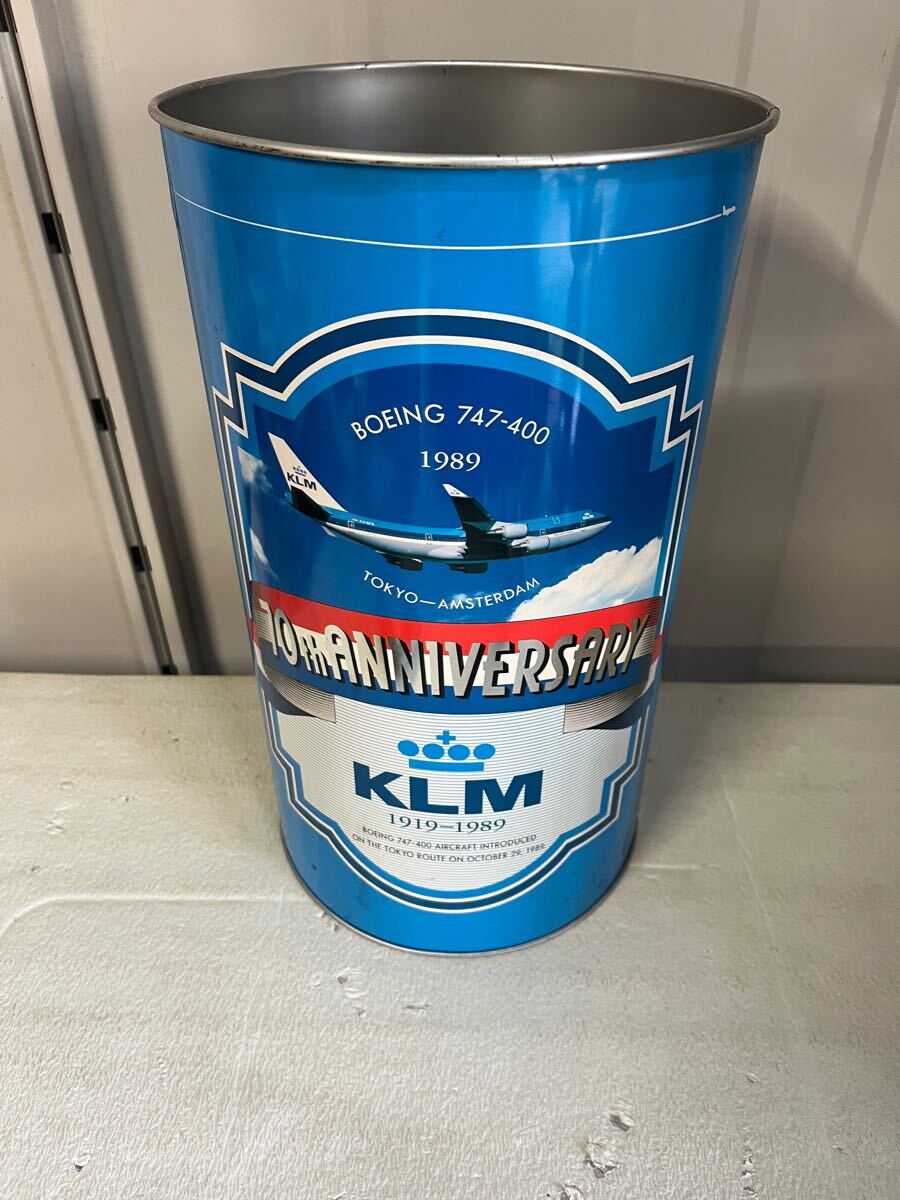 BOEING 747-400
1989
KLM
TOKYO—AMSTERDAM
70TH ANNIVERSARY
KLM
1919–1989
BOEING 747-400 AIRCRAFT INTRODUCED
ON THE TOKYO ROUTE ON OCTOBER 29, 1989.